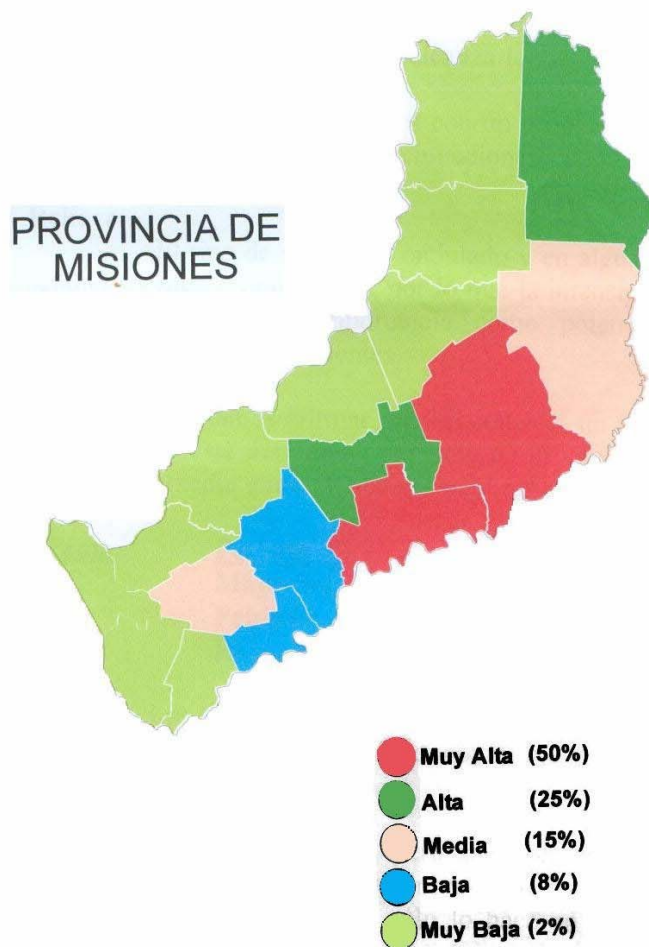 PROVINCIA DE
MISIONES
Muy Alta (50%)
Alta (25%)
Media (15%)
Baja (8%)
Muy Baja (2%)